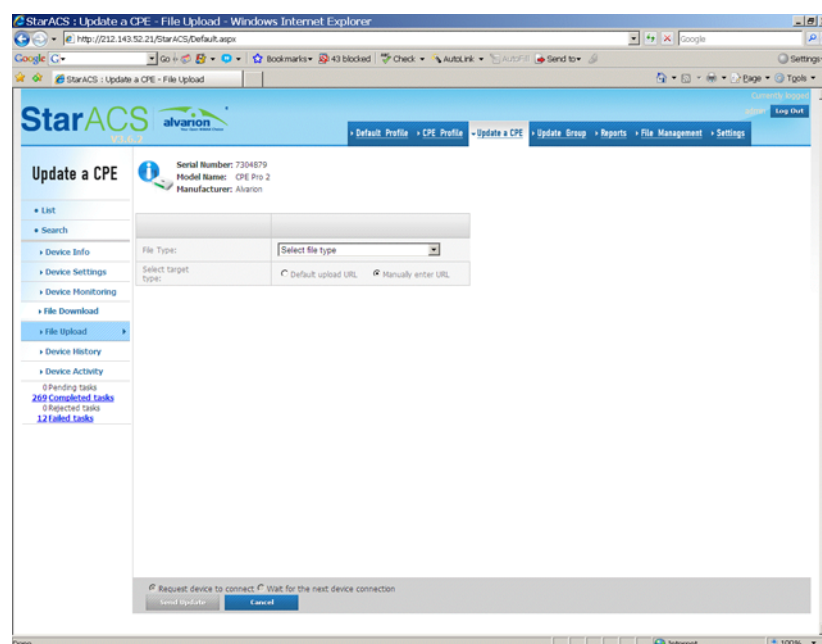 StarACS : Update a CPE - File Upload - Windows Internet Explorer
http://212.143.52.21/StarACS/Default.aspx
Google
Google G Go Bookmarks 43 blocked Check AutoLink AutoFill Send to Settings
StarACS : Update a CPE - File Upload
Page Tools
Currently logged
admin Log Out
StarACS
V3.0.2
alvarion
Default Profile CPE Profile Update a CPE Update Group Reports File Management Settings
Update a CPE
Serial Number: 7304879
Model Name: CPE Pro 2
Manufacturer: Alvarion
List
Search
Device Info
Device Settings
Device Monitoring
File Download
File Upload
Device History
Device Activity
0 Pending tasks
269 Completed tasks
0 Rejected tasks
12 Failed tasks
File Type: Select file type
Select target type: Default upload URL Manually enter URL
Request device to connect Wait for the next device connection
Send Update Cancel
Done
Internet
100%